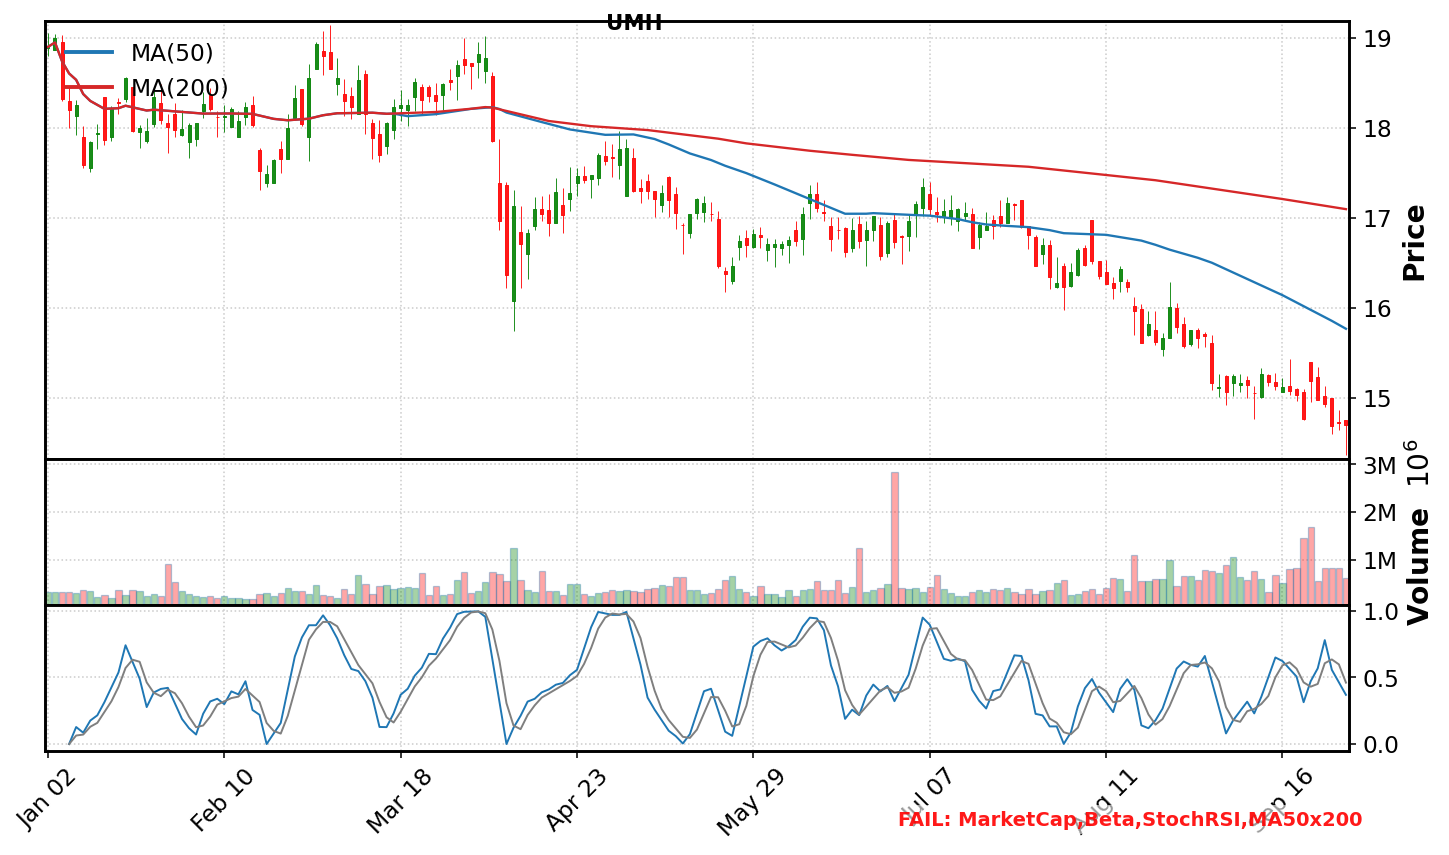 UMH
MA(50)
MA(200)
19
18
17
16
15
Price
3M
2M
1M
Volume 10^6
1.0
0.5
0.0
Jan 02
Feb 10
Mar 18
Apr 23
May 29
Jul 07
Aug 11
Sep 16
FAIL: MarketCap,Beta,StochRSI,MA50x200